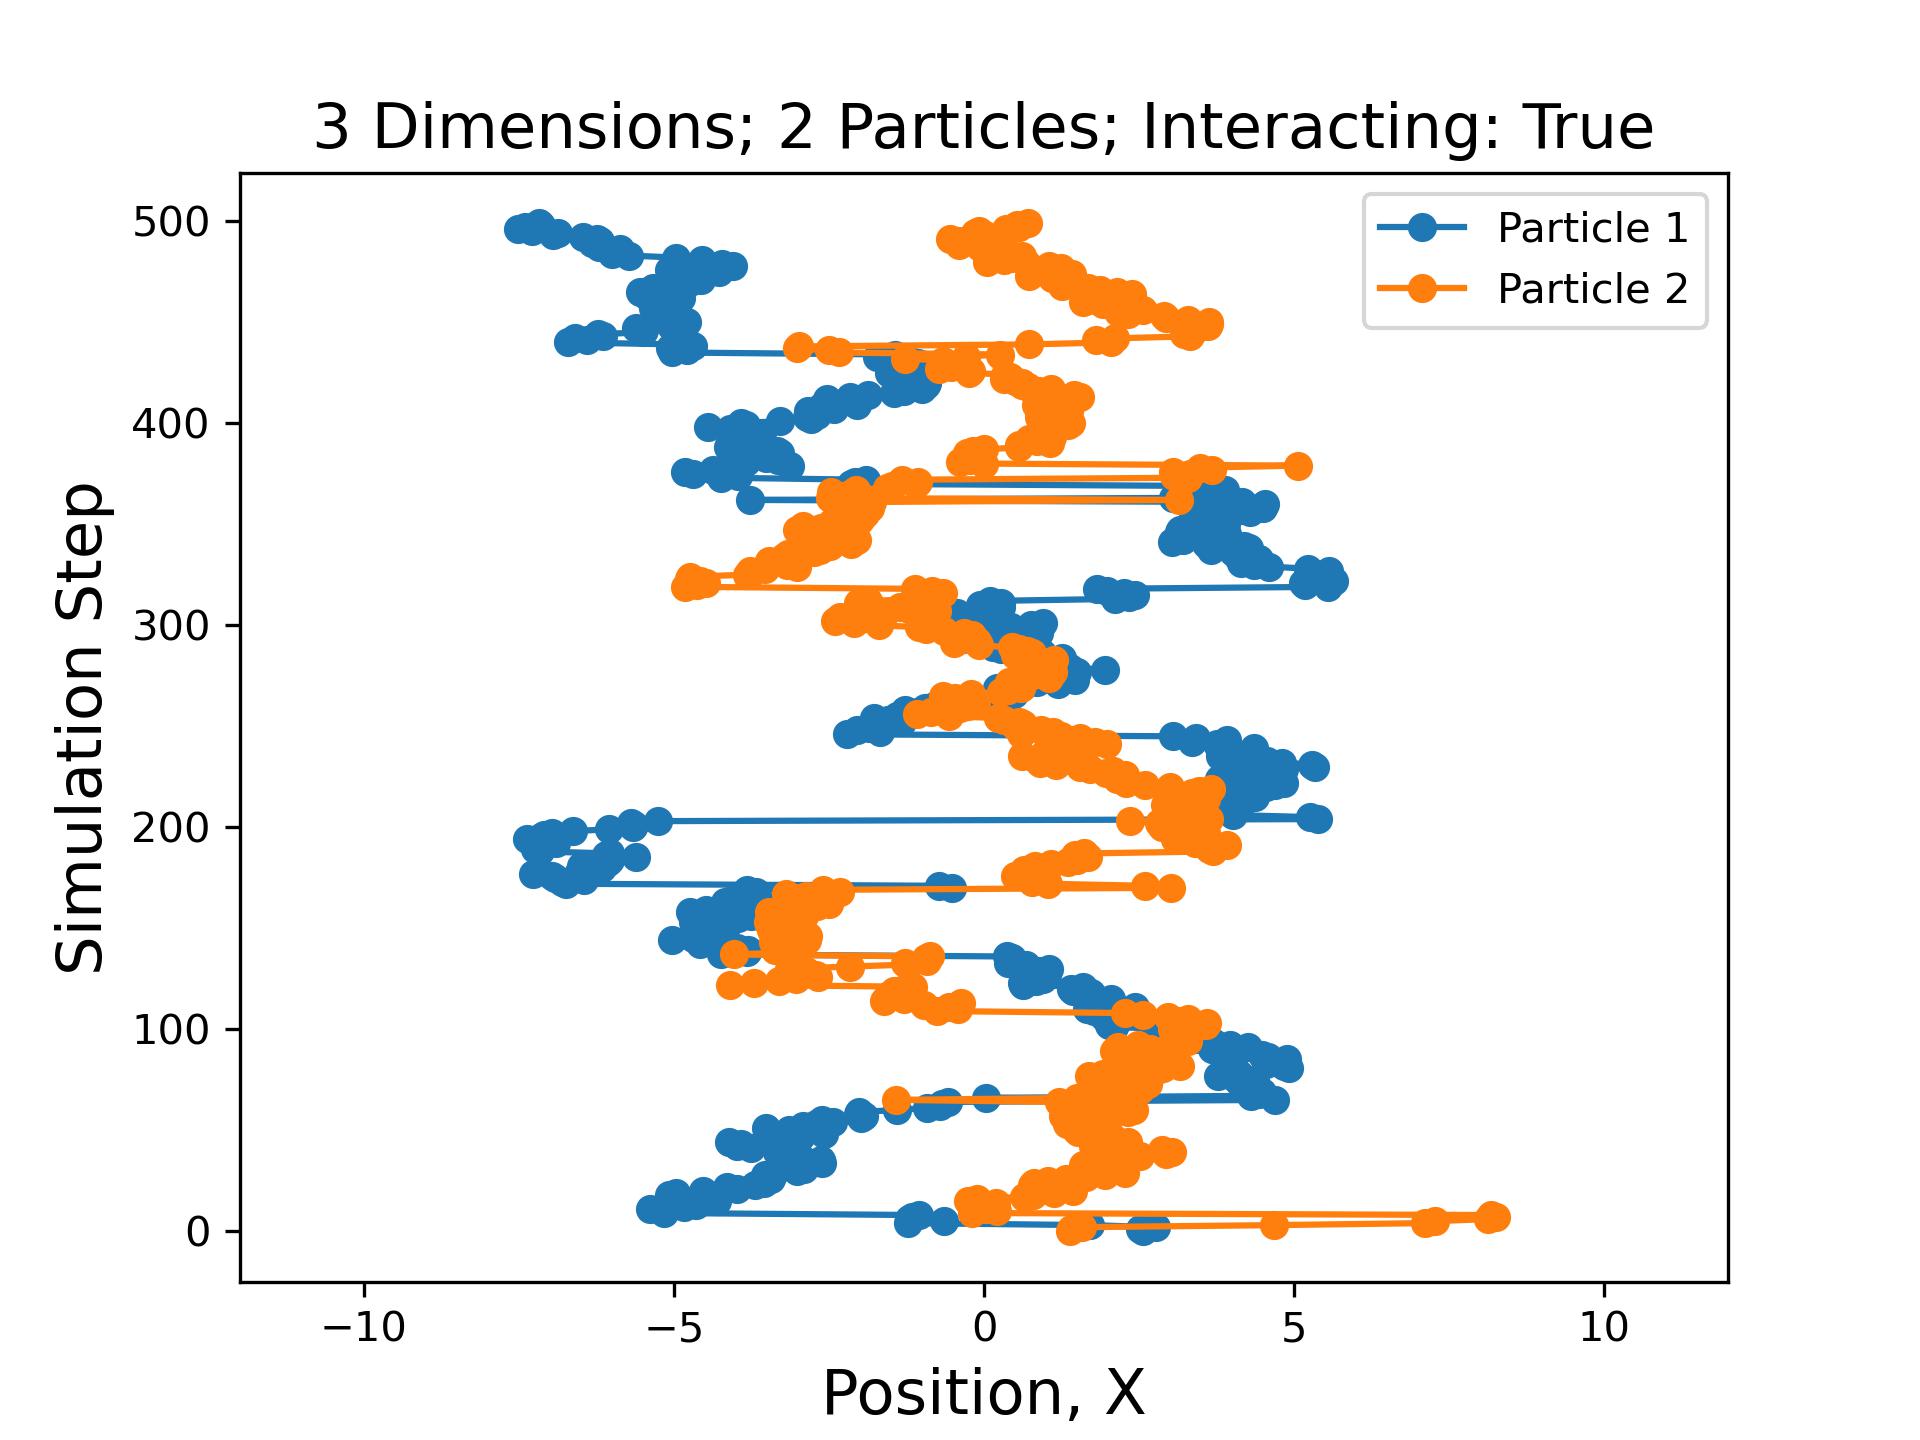 3 Dimensions; 2 Particles; Interacting: True
Particle 1
Particle 2
Simulation Step
500
400
300
200
100
0
−10
−5
0
5
10
Position, X